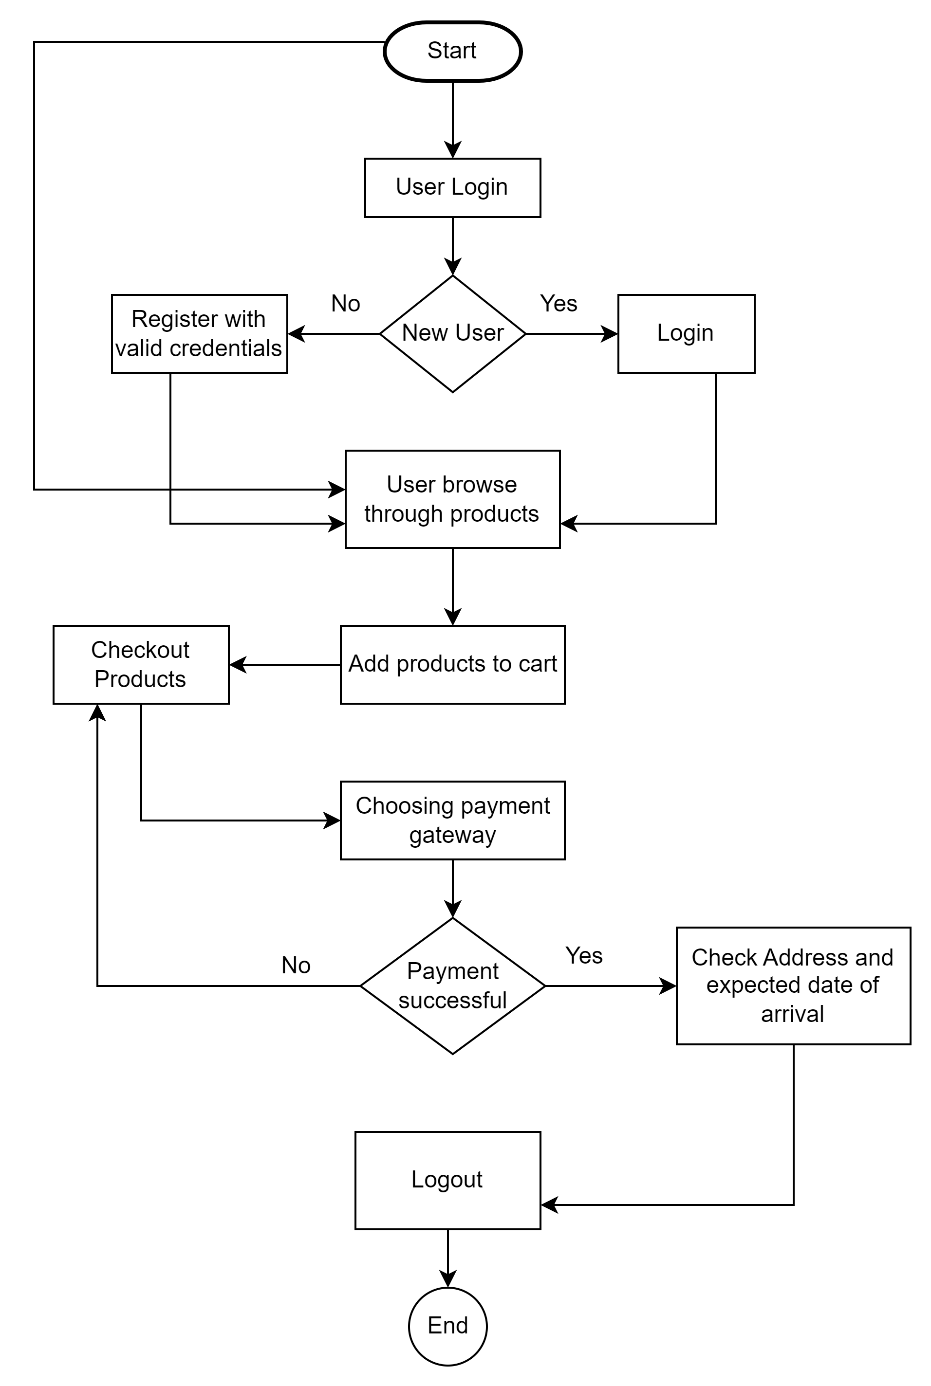 Start
User Login
No
Yes
Register with
valid credentials
New User
Login
User browse
through products
Checkout
Products
Add products to cart
Choosing payment
gateway
No
Payment
successful
Yes
Check Address and
expected date of
arrival
Logout
End